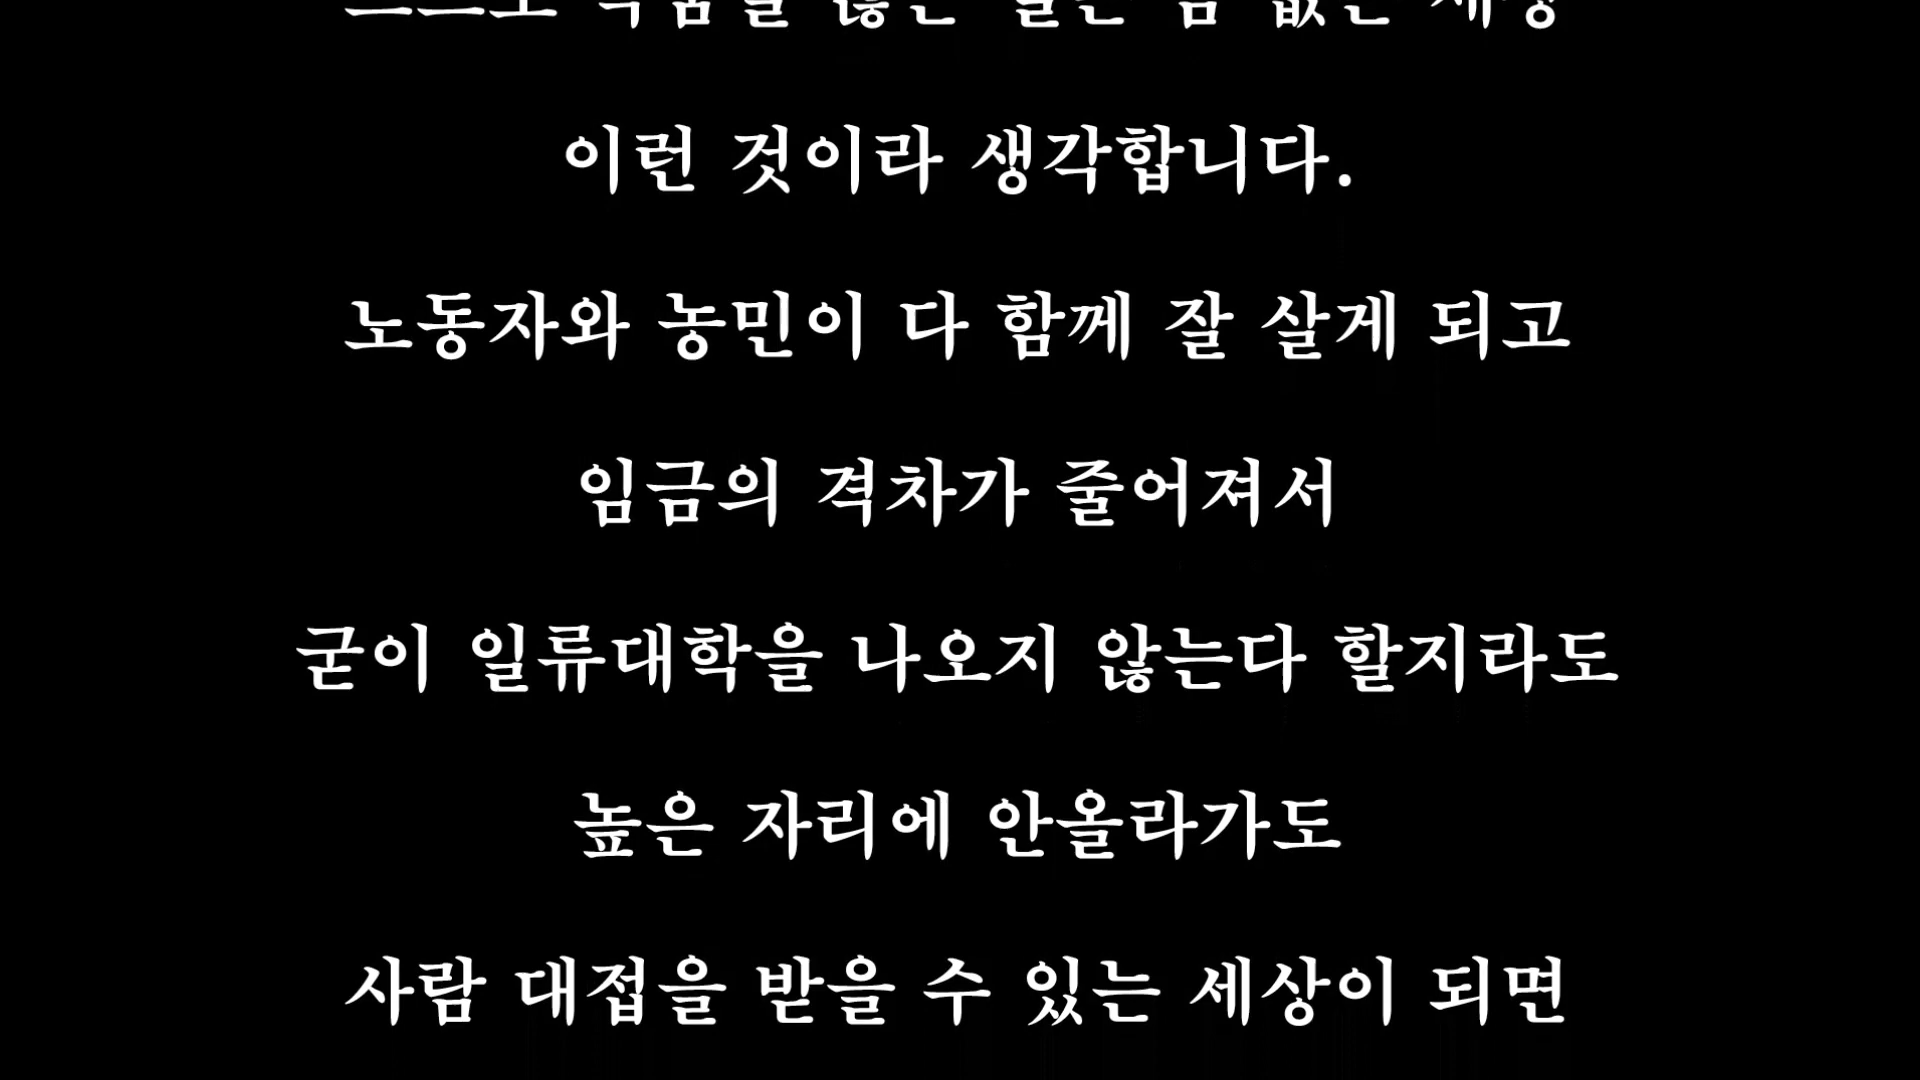 이런 것이라 생각합니다.
노동자와 농민이 다 함께 잘 살게 되고
임금의 격차가 줄어져서
굳이 일류대학을 나오지 않는다 할지라도
높은 자리에 안올라가도
사람 대접을 받을 수 있는 세상이 되면